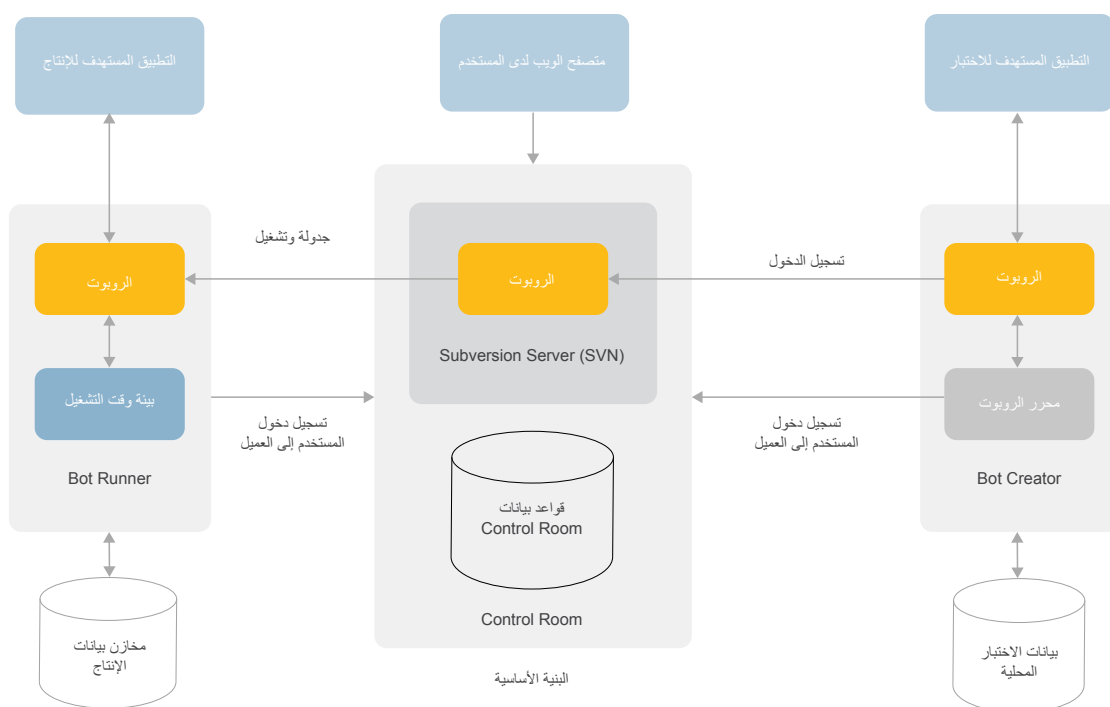 التطبيق المستهدف للإنتاج
متصفح الويب لدى المستخدم
التطبيق المستهدف للاختبار
جدولة وتشغيل
تسجيل الدخول
الروبوت
الروبوت
الروبوت
Subversion Server (SVN)
بيئة وقت التشغيل
محرر الروبوت
تسجيل دخول
المستخدم إلى العميل
تسجيل دخول
المستخدم إلى العميل
Bot Runner
Bot Creator
قواعد بيانات
Control Room
Control Room
مخازن بيانات
الإنتاج
بيانات الاختبار
المحلية
البنية الأساسية